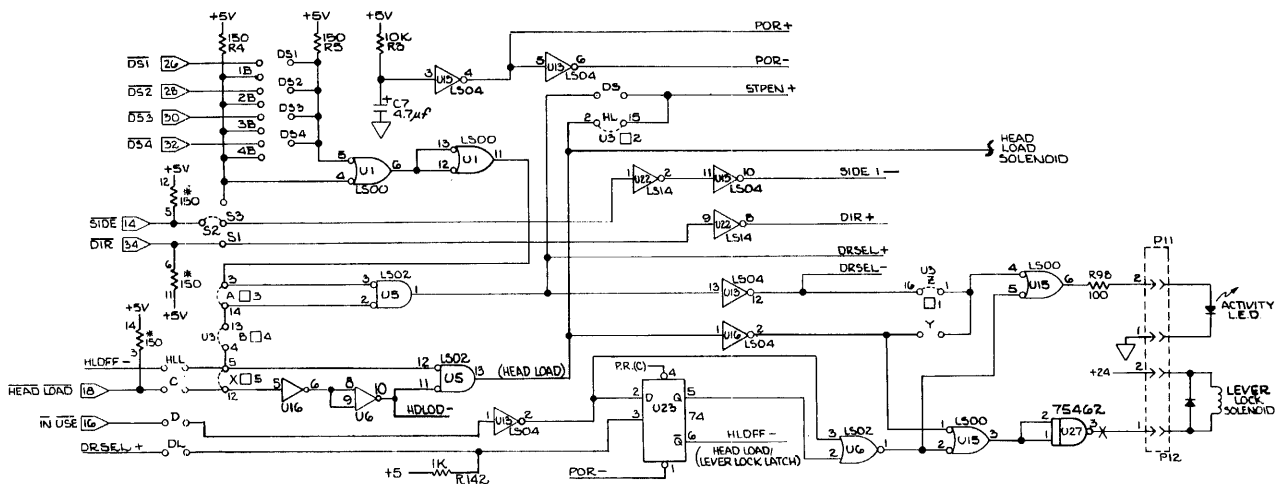 +5V
+5V
+5V
150
R4
150
R5
10K
R3
POR+
POR-
STPEN+
DS1 26
DS2 28
DS3 30
DS4 32
1B
2B
3B
4B
DS1
DS2
DS3
DS4
C7
4.7µf
3 U15 4
LS04
5 U13 6
LS04
DS
HL
2 15
U3 □2
HEAD
LOAD
SOLENOID
5
4
U1
6
LS00
13
12
LS00
U1
11
+5V
12
*
150
5
SIDE 14
S2
S3
S1
DIR 34
1 U22 2
LS14
11 U15 10
LS04
SIDE 1-
9 U22 8
LS14
DIR+
DRSEL+
DRSEL-
6
*
150
11
+5V
3
A □3
14
U3
13
B □4
4
3
2
LS02
U5
1
13 LS04
U13
12
16 U3
Z 1
□1
Y
LS00
4
5
U15
6
R98
100
P11
2
1
ACTIVITY
L.E.D.
+5V
14
*
150
3
HLOFF-
HLL
HEAD LOAD 18
C
5
X □5
12
5 U16 6
8
9
U6
10
HDLOD-
12
11
LS02
U5
13
(HEAD LOAD)
1 U16 2
LS04
IN USE 16
D
DRSEL+
DL
1 U13 2
LS04
+5
1K
R142
P.R.(C)
4
2 D Q 5
U23
3
74
Q 6
1
POR-
HLOFF-
HEAD LOAD/
(LEVER LOCK LATCH)
LS02
3
2
U6
1
LS00
1
2
U15
3
75462
2
1
U27
3
+24
2
1
P12
LEVER
LOCK
SOLENOID